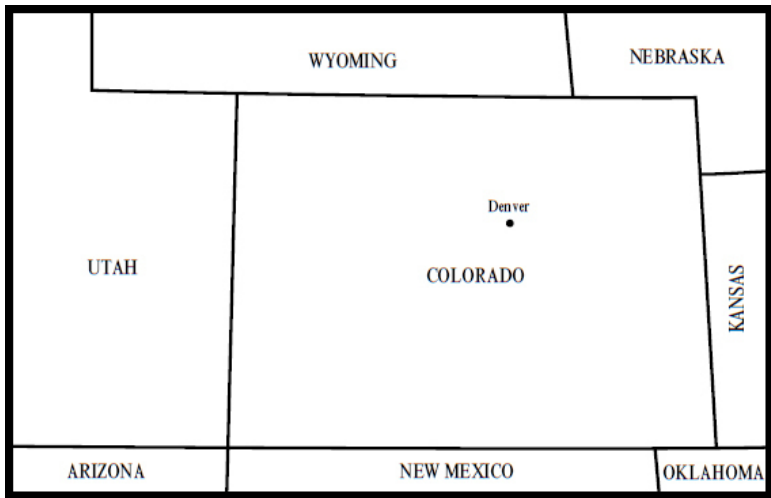 WYOMING
NEBRASKA
Denver
UTAH
COLORADO
KANSAS
ARIZONA
NEW MEXICO
OKLAHOMA